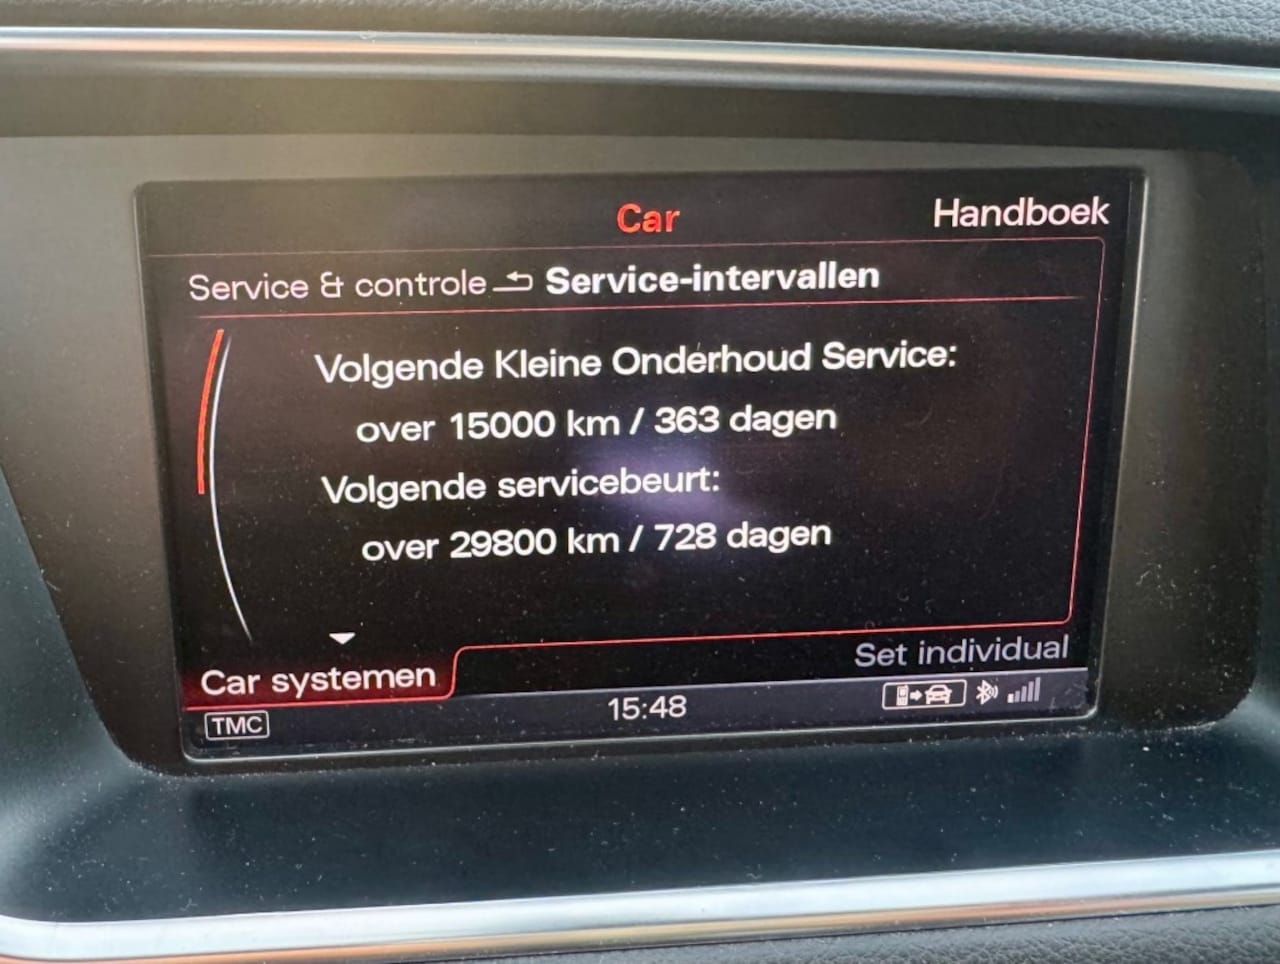 Car
Handboek
Service & controle Service-intervallen
Volgende Kleine Onderhoud Service:
over 15000 km / 363 dagen
Volgende servicebeurt:
over 29800 km / 728 dagen
Set individual
Car systemen
TMC
15:48